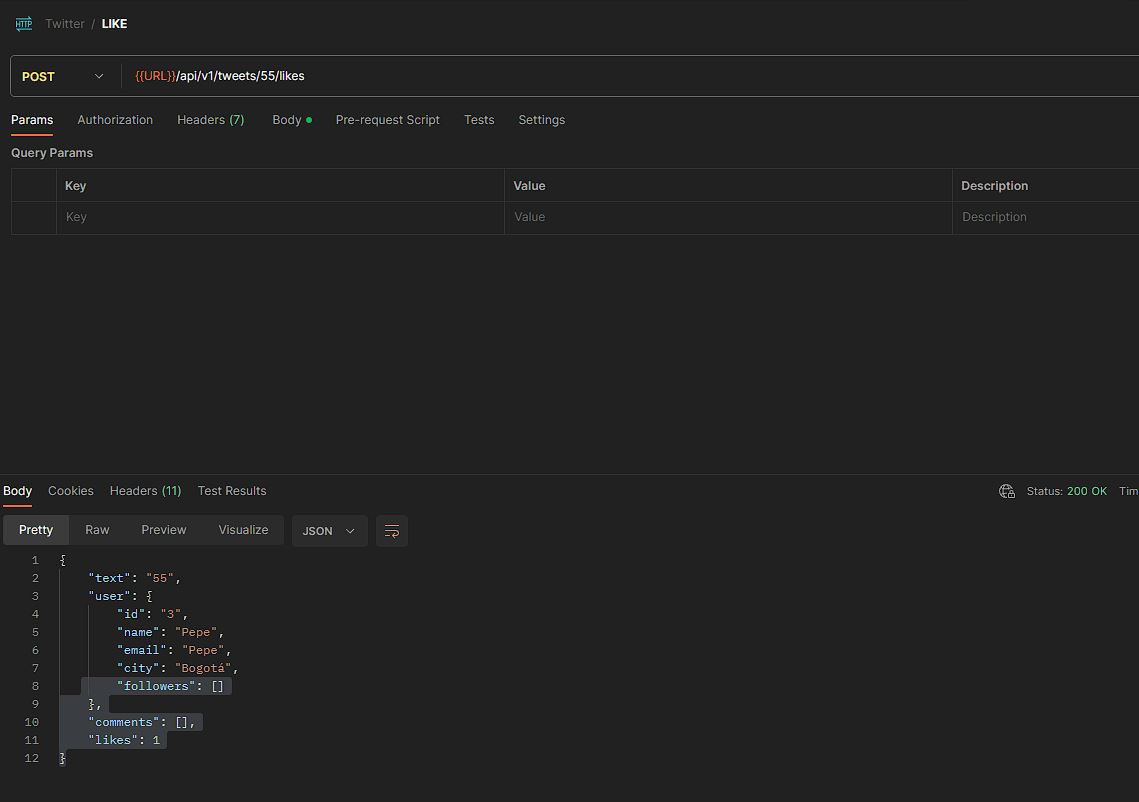 HTTP Twitter / LIKE
POST {{URL}}/api/v1/tweets/55/likes
Params Authorization Headers (7) Body Pre-request Script Tests Settings
Query Params
Key Value Description
Key Value Description
Body Cookies Headers (11) Test Results Status: 200 OK Tim
Pretty Raw Preview Visualize JSON
1 {
2 "text": "55",
3 "user": {
4 "id": "3",
5 "name": "Pepe",
6 "email": "Pepe",
7 "city": "Bogotá",
8 "followers": []
9 },
10 "comments": [],
11 "likes": 1
12 }